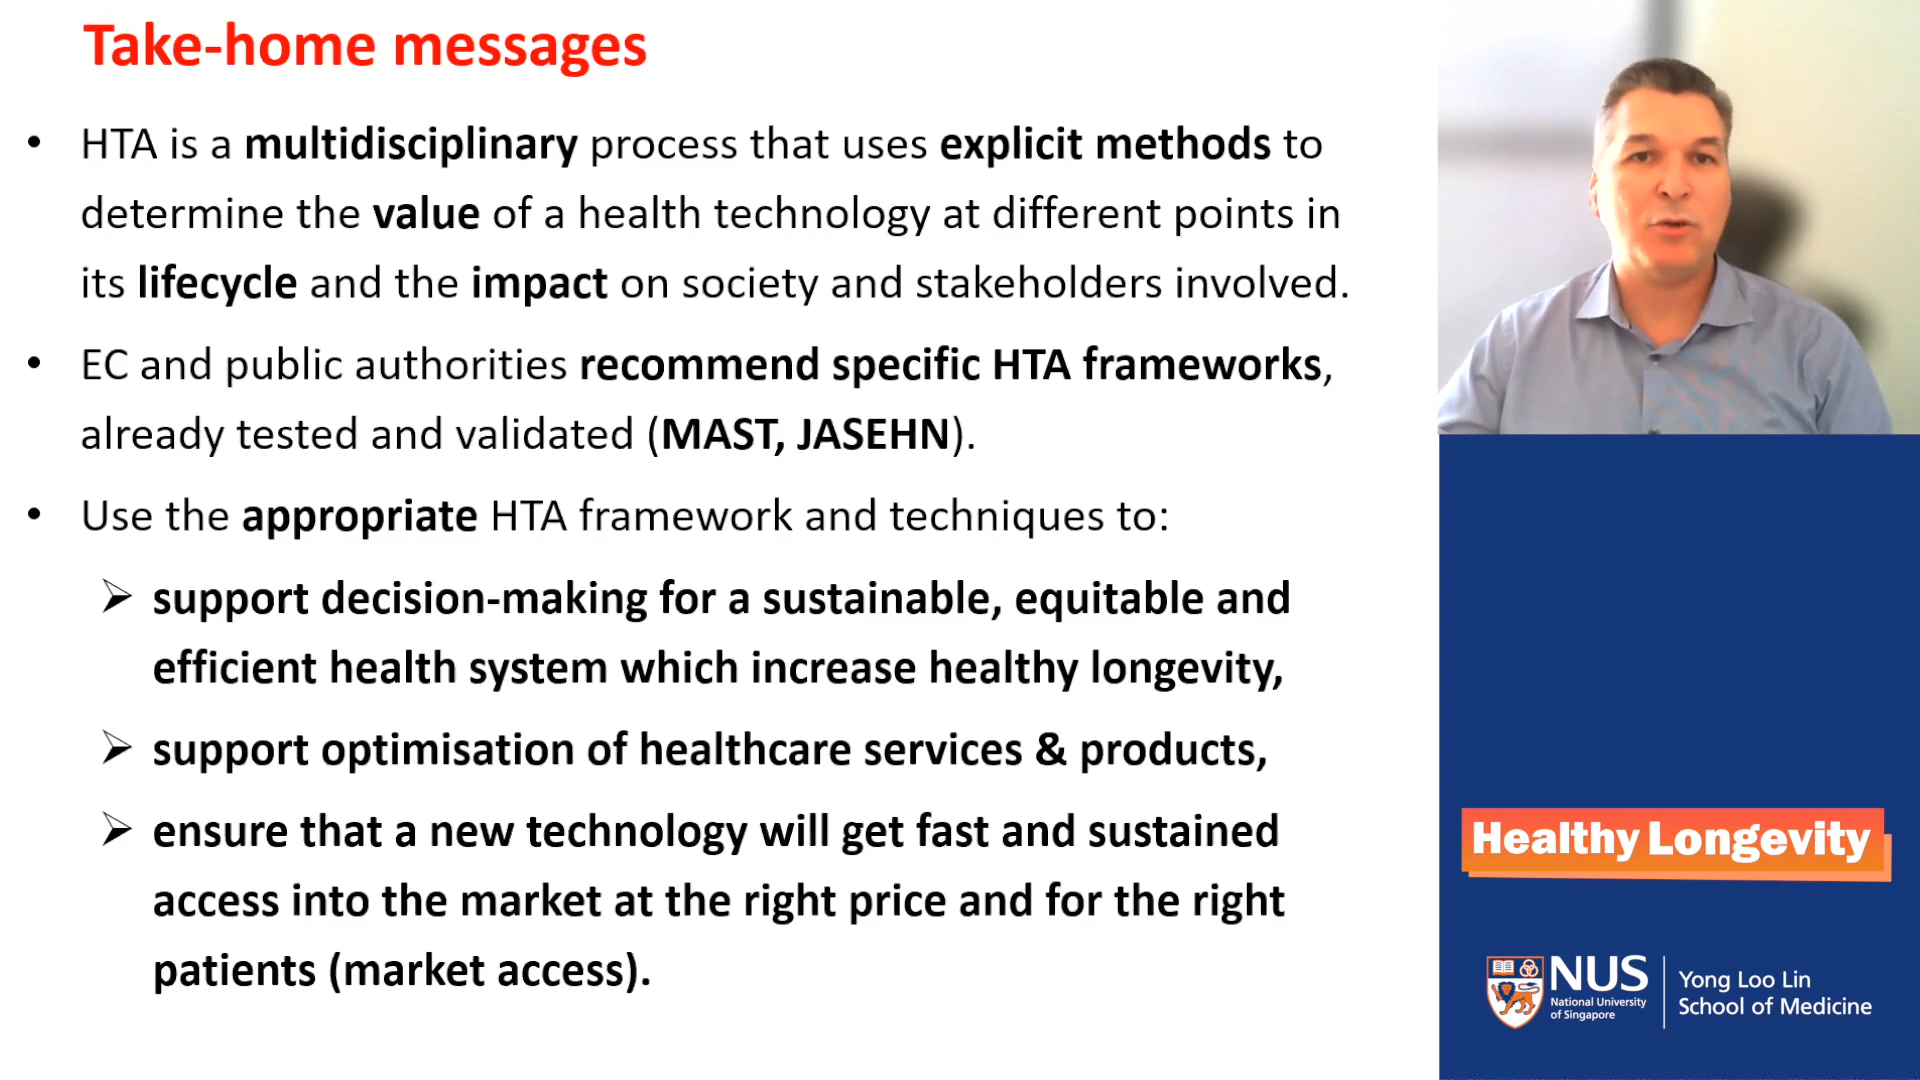 Take-home messages
• HTA is a multidisciplinary process that uses explicit methods to
determine the value of a health technology at different points in
its lifecycle and the impact on society and stakeholders involved.
• EC and public authorities recommend specific HTA frameworks,
already tested and validated (MAST, JASEHN).
• Use the appropriate HTA framework and techniques to:
➢ support decision-making for a sustainable, equitable and
efficient health system which increase healthy longevity,
➢ support optimisation of healthcare services & products,
➢ ensure that a new technology will get fast and sustained
access into the market at the right price and for the right
patients (market access).
Healthy Longevity
NUS
National University
of Singapore
Yong Loo Lin
School of Medicine